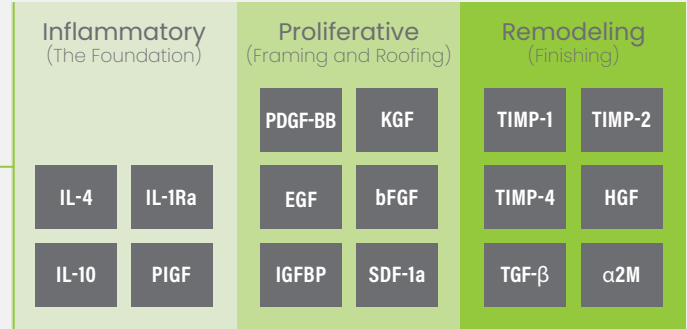 Inflammatory
(The Foundation)
IL-4 IL-1Ra
IL-10 PIGF
Proliferative
(Framing and Roofing)
PDGF-BB KGF
EGF bFGF
IGFBP SDF-1a
Remodeling
(Finishing)
TIMP-1 TIMP-2
TIMP-4 HGF
TGF-β α2M